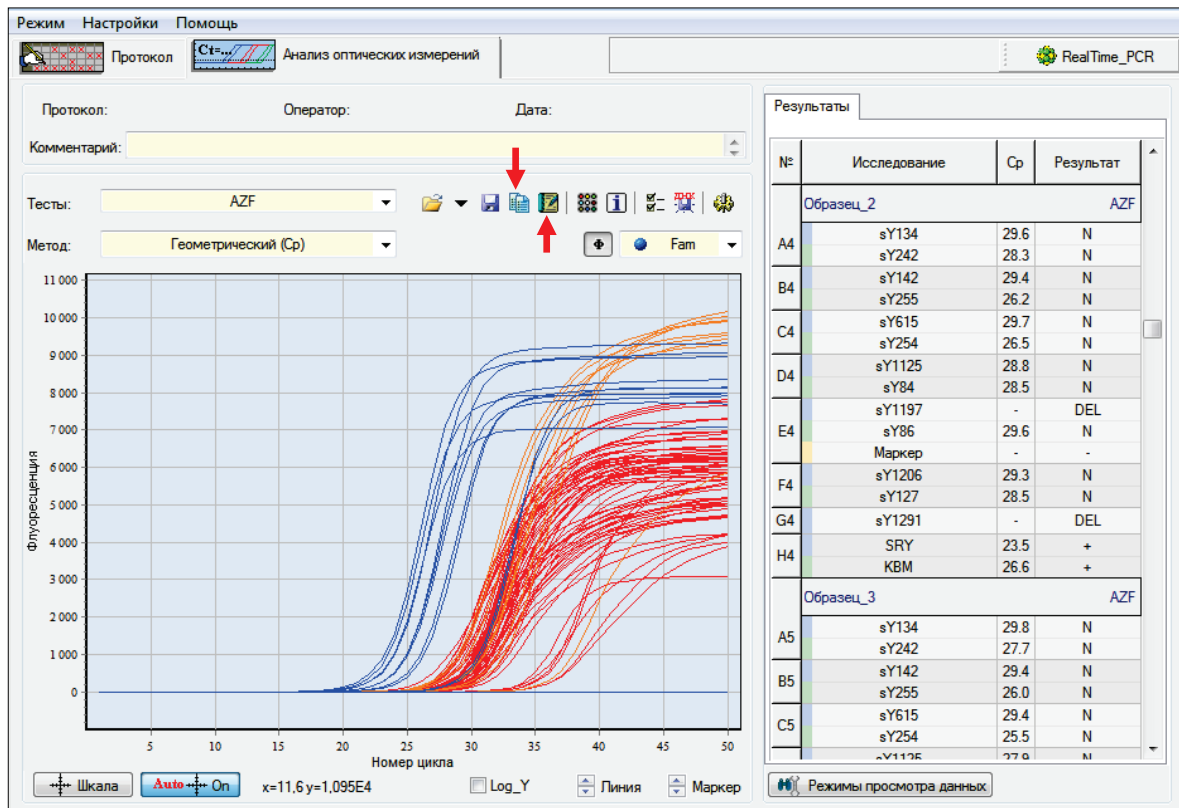 Режим Настройки Помощь
Протокол
Ct=...
Анализ оптических измерений
RealTime_PCR
Протокол: Оператор: Дата:
Комментарий:
Тесты: AZF
Метод: Геометрический (Cp)
Ф Fam
11 000
10 000
9 000
8 000
7 000
6 000
5 000
4 000
3 000
2 000
1 000
0
Флуоресценция
5 10 15 20 25 30 35 40 45 50
Номер цикла
Шкала Auto On x=11,6 y=1,095E4 Log_Y Линия Маркер
Результаты
№ Исследование Cp Результат
Образец_2 AZF
A4 sY134 29.6 N
sY242 28.3 N
B4 sY142 29.4 N
sY255 26.2 N
C4 sY615 29.7 N
sY254 26.5 N
D4 sY1125 28.8 N
sY84 28.5 N
E4 sY1197 - DEL
sY86 29.6 N
Маркер - -
F4 sY1206 29.3 N
sY127 28.5 N
G4 sY1291 - DEL
H4 SRY 23.5 +
KBM 26.6 +
Образец_3 AZF
A5 sY134 29.8 N
sY242 27.7 N
B5 sY142 29.4 N
sY255 26.0 N
C5 sY615 29.4 N
sY254 25.5 N
sY1125 27.9 N
Режимы просмотра данных